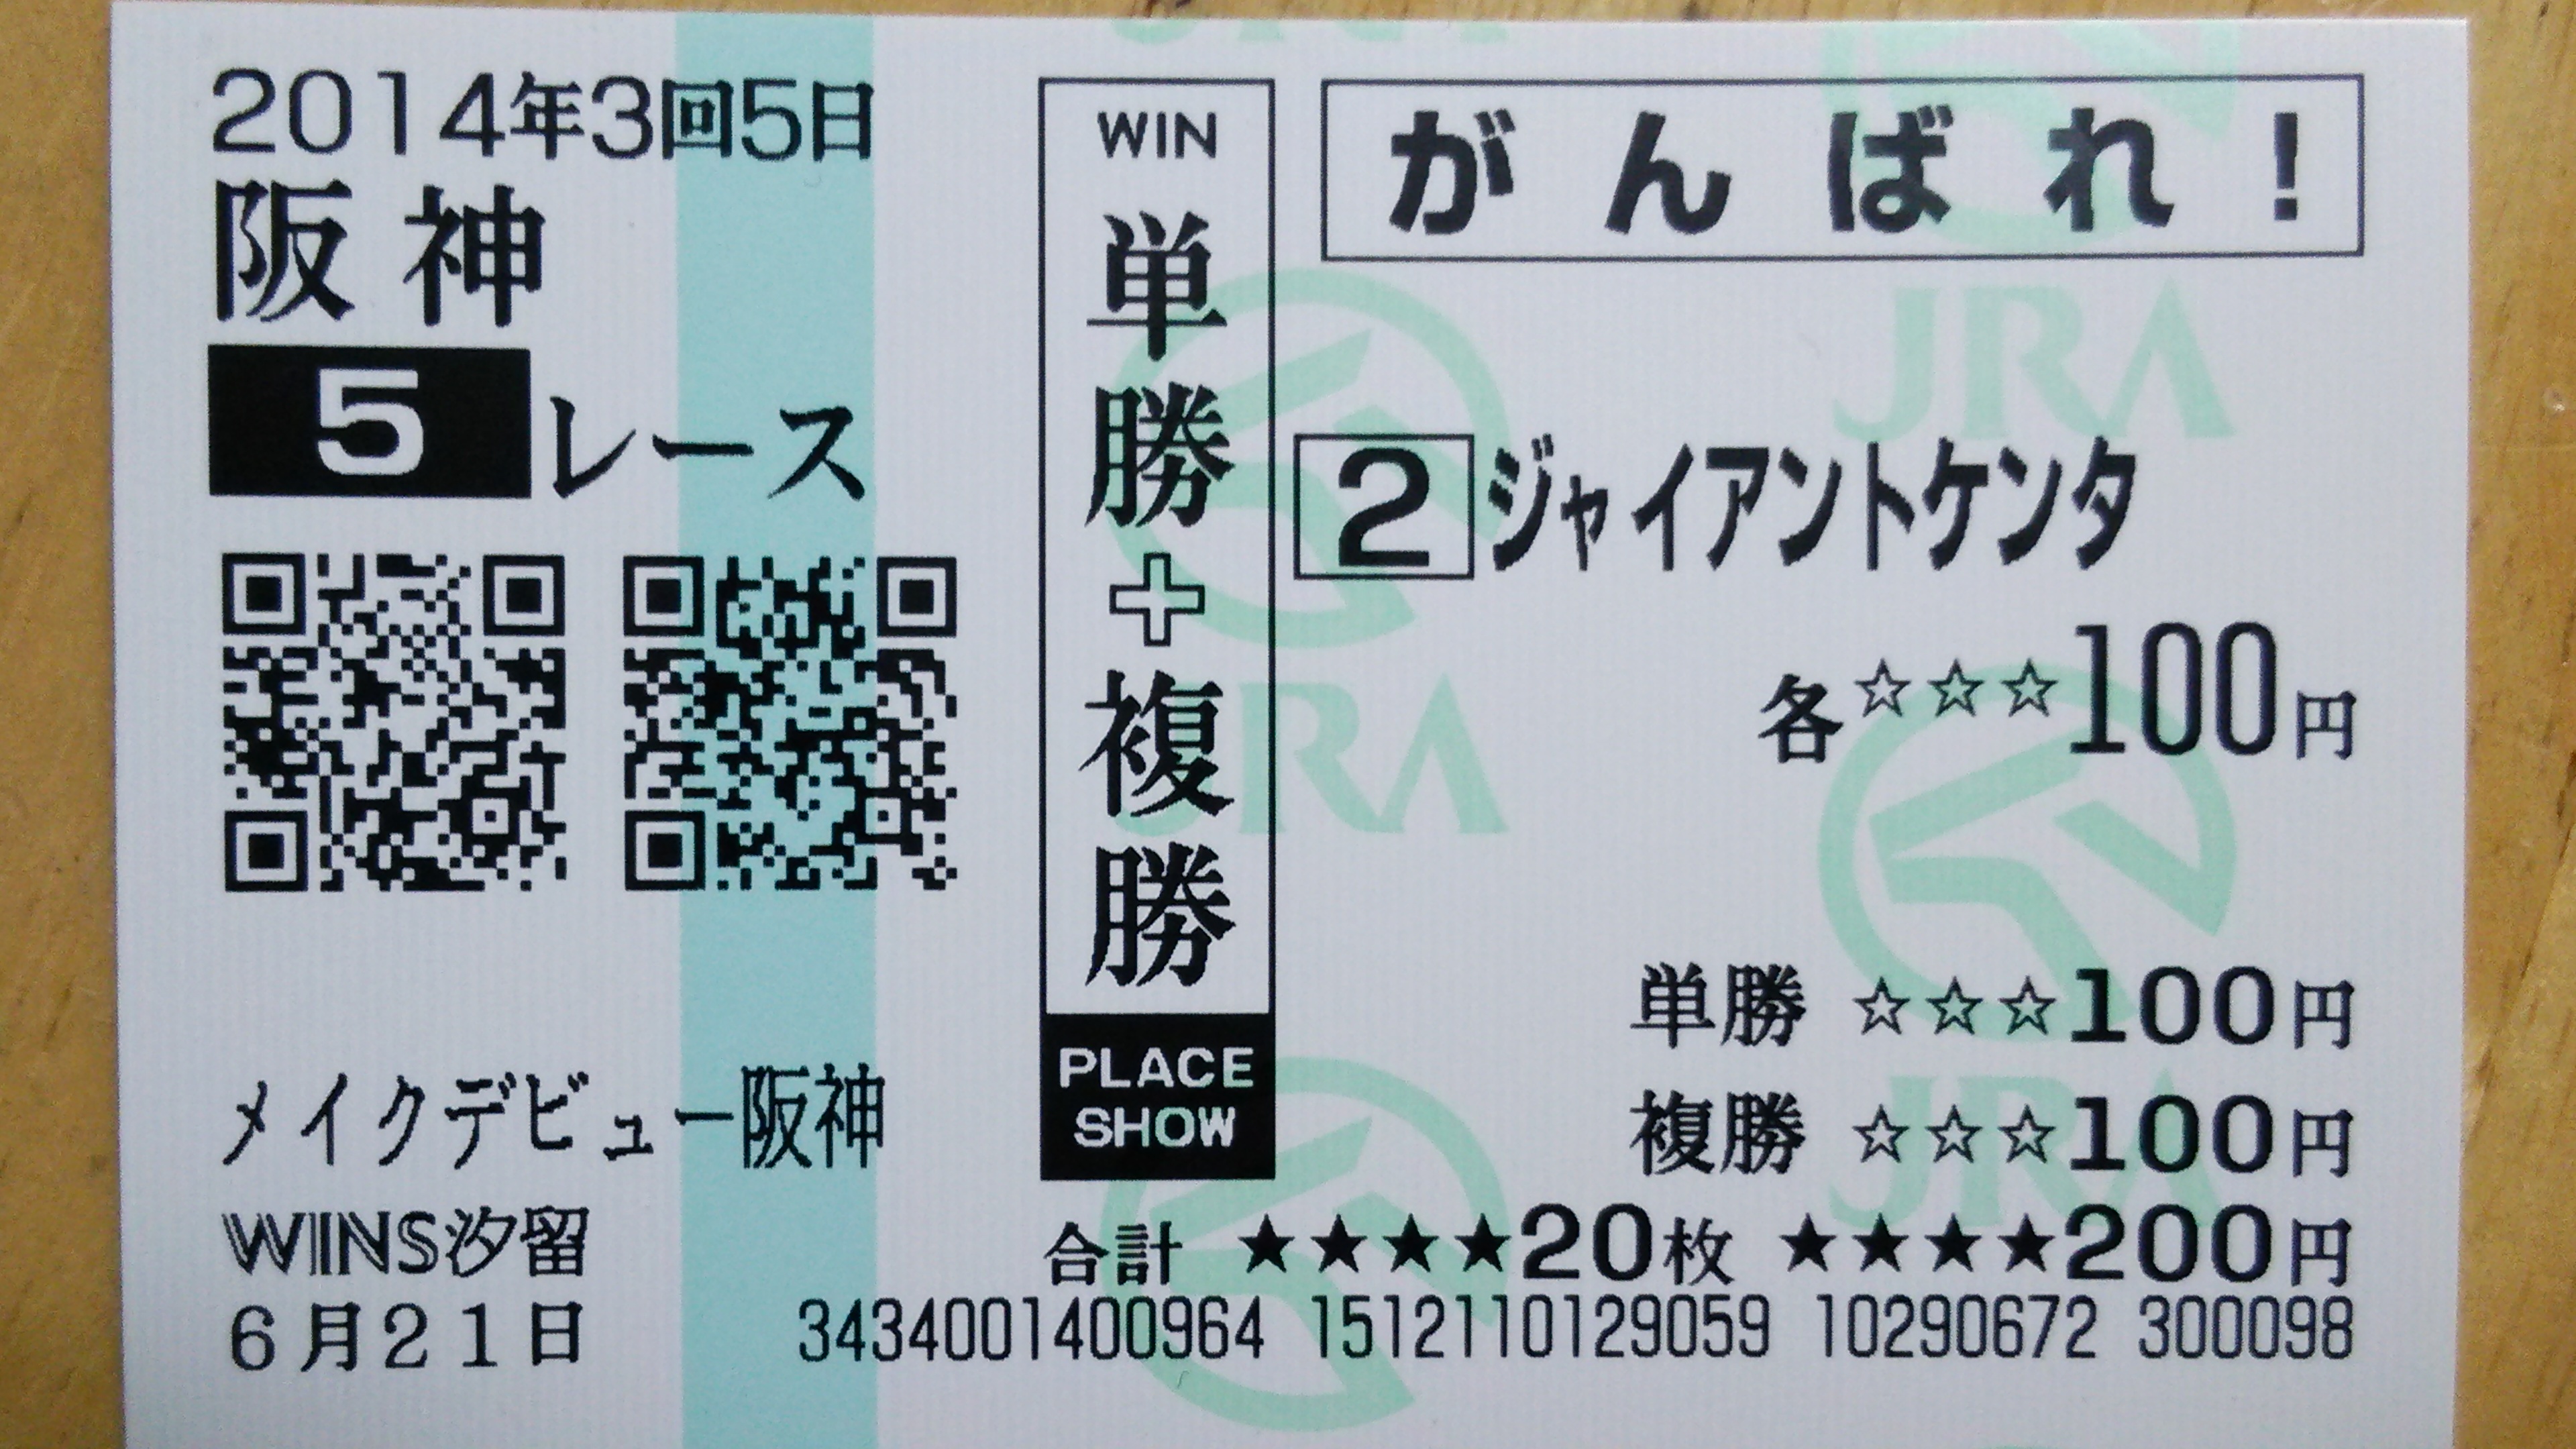 2014年3回5日
阪神
5レース
メイクデビュー阪神
WINS汐留
6月21日
WIN
単勝+複勝
PLACE
SHOW
がんばれ!
2 ジャイアントケンタ
各☆☆☆100円
単勝 ☆☆☆100円
複勝 ☆☆☆100円
合計 ★★★★20枚 ★★★★200円
3434001400964 1512110129059 10290672 300098
JRA
JRA
JRA
JRA